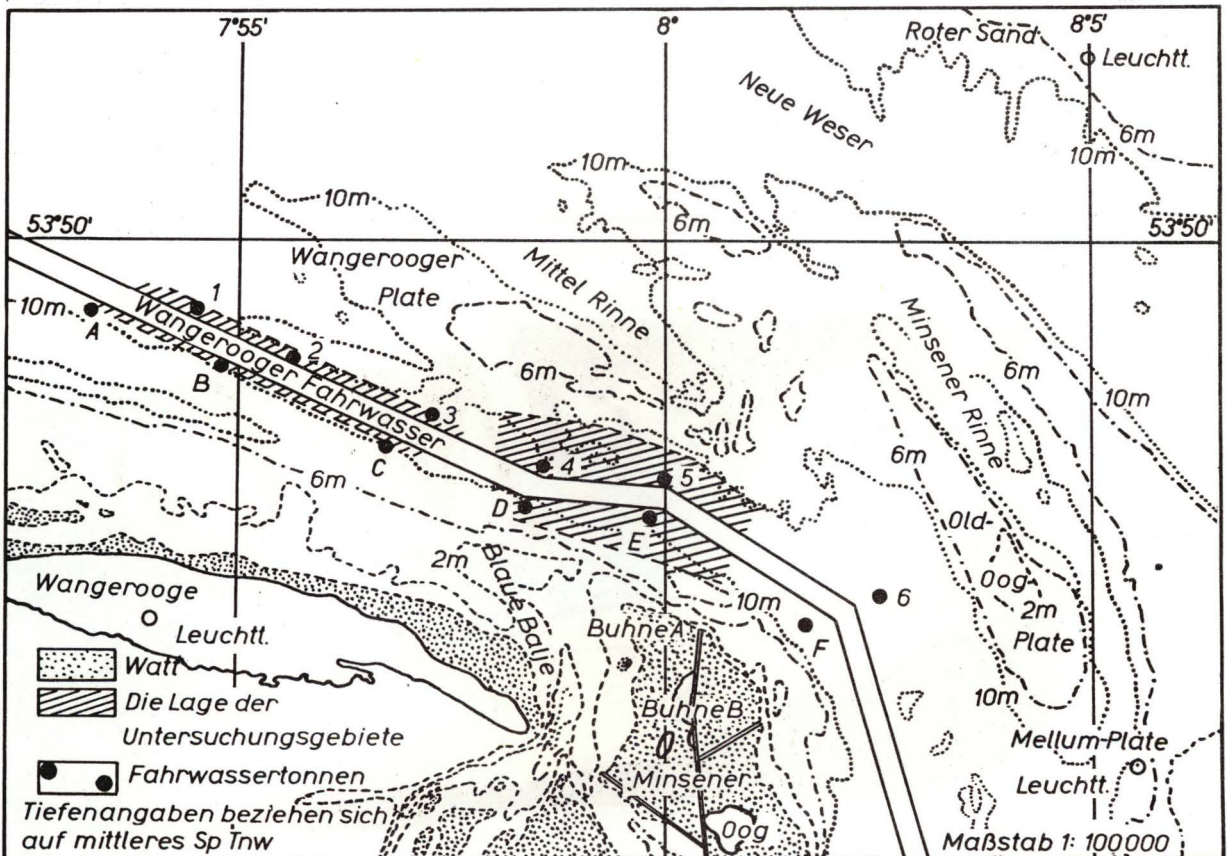 7°55'
8°
8°5'
Roter Sand
Leuchtt.
Neue Weser
6m
10m
10m
10m
6m
53°50'
53°50'
Wangerooger
Plate
Mittel Rinne
Minsener Rinne
1
10m
A
Wangerooger Fahrwasser
2
B
6m
6m
3
10m
C
4
5
6m
6m
D
E
Old-
Oog
2m
Plate
2m
Blaue Balje
10m
6
F
Wangerooge
Leuchtt.
Buhne A
Watt
Die Lage der
Untersuchungsgebiete
Buhne B
10m
Mellum-Plate
Leuchtt.
Fahrwassertonnen
Minsener
Oog
Tiefenangaben beziehen sich
auf mittleres Sp Tnw
Maßstab 1: 100000